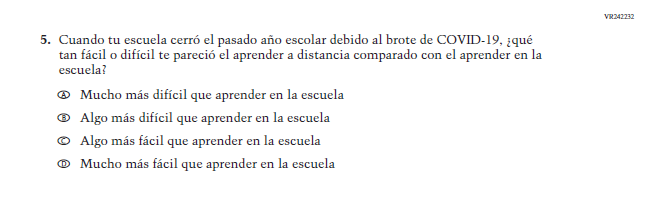 VR242232
5. Cuando tu escuela cerró el pasado año escolar debido al brote de COVID-19, ¿qué
tan fácil o difícil te pareció el aprender a distancia comparado con el aprender en la
escuela?
Ⓐ Mucho más difícil que aprender en la escuela
Ⓑ Algo más difícil que aprender en la escuela
Ⓒ Algo más fácil que aprender en la escuela
Ⓓ Mucho más fácil que aprender en la escuela